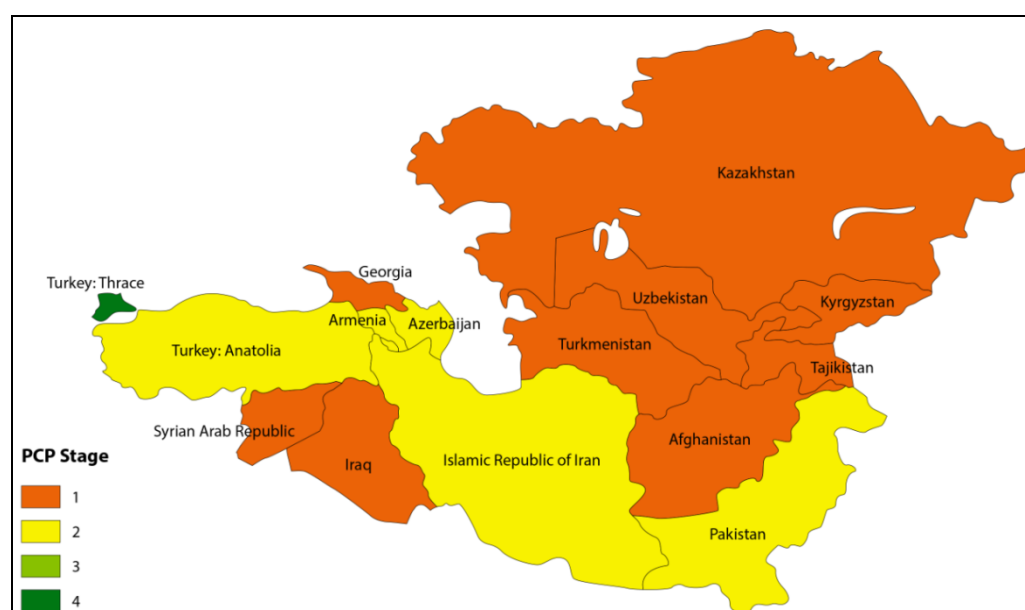 Kazakhstan
Georgia
Turkey: Thrace
Uzbekistan
Kyrgyzstan
Armenia
Azerbaijan
Turkmenistan
Turkey: Anatolia
Tajikistan
Syrian Arab Republic
Afghanistan
Islamic Republic of Iran
Iraq
PCP Stage
1
2
Pakistan
3
4